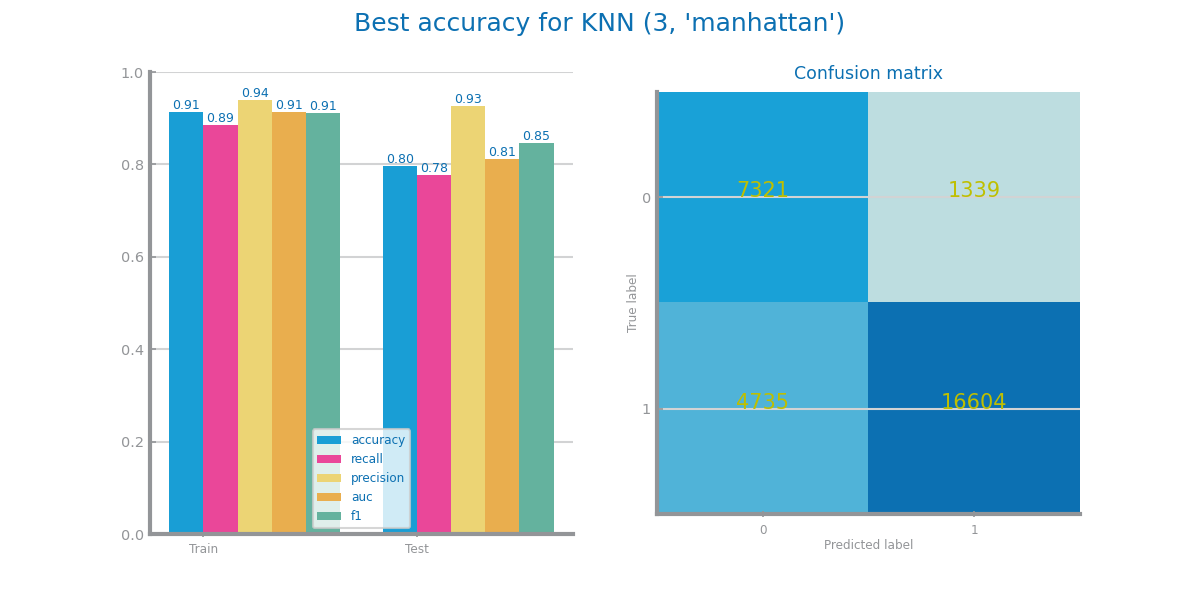 Best accuracy for KNN (3, 'manhattan')
1.0
0.8
0.6
0.4
0.2
0.0
0.91
0.89
0.94
0.91
0.91
0.80
0.78
0.93
0.81
0.85
accuracy
recall
precision
auc
f1
Train
Test
Confusion matrix
True label
0
1
7321
1339
4735
16604
0
1
Predicted label